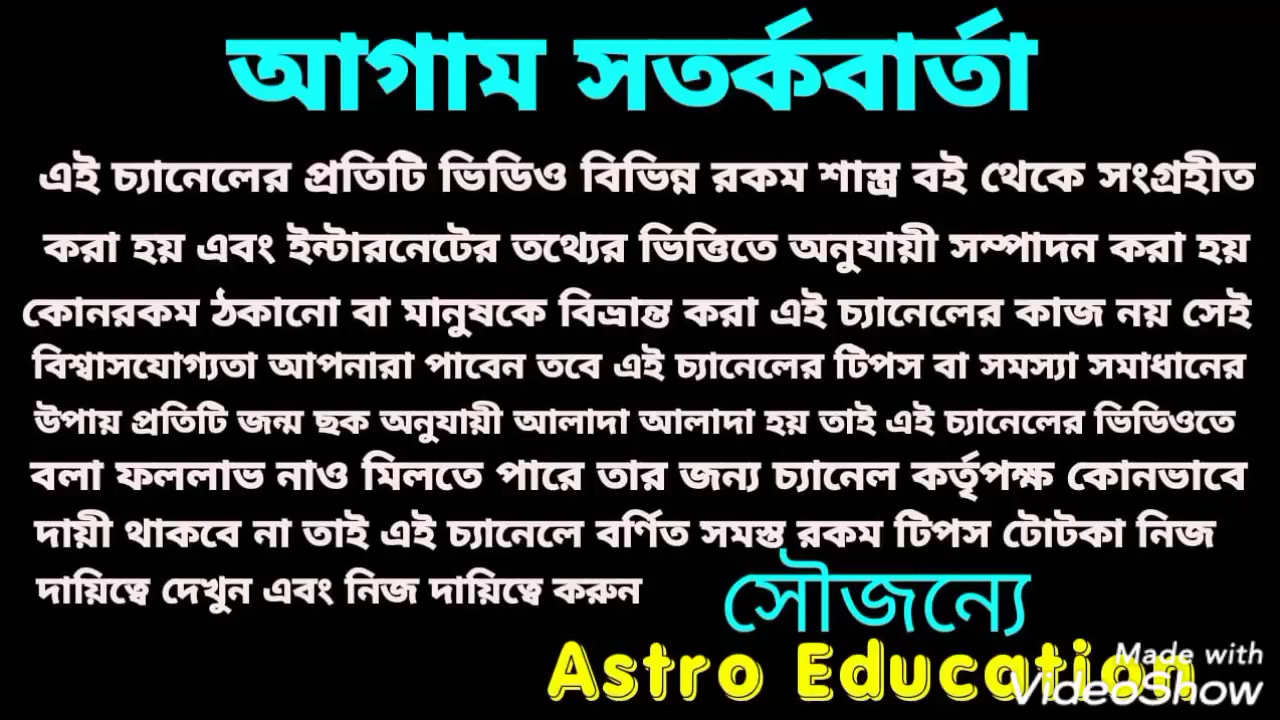 আগাম সতর্কবার্তা
এই চ্যানেলের প্রতিটি ভিডিও বিভিন্ন রকম শাস্ত্র বই থেকে সংগ্রহীত
করা হয় এবং ইন্টারনেটের তথ্যের ভিত্তিতে অনুযায়ী সম্পাদন করা হয়
কোনরকম ঠকানো বা মানুষকে বিভ্রান্ত করা এই চ্যানেলের কাজ নয় সেই
বিশ্বাসযোগ্যতা আপনারা পাবেন তবে এই চ্যানেলের টিপস বা সমস্যা সমাধানের
উপায় প্রতিটি জন্ম ছক অনুযায়ী আলাদা আলাদা হয় তাই এই চ্যানেলের ভিডিওতে
বলা ফললাভ নাও মিলতে পারে তার জন্য চ্যানেল কর্তৃপক্ষ কোনভাবে
দায়ী থাকবে না তাই এই চ্যানেলে বর্ণিত সমস্ত রকম টিপস টোটকা নিজ
দায়িত্বে দেখুন এবং নিজ দায়িত্বে করুন
সৌজন্যে
Astro Education
Made with
VideoShow